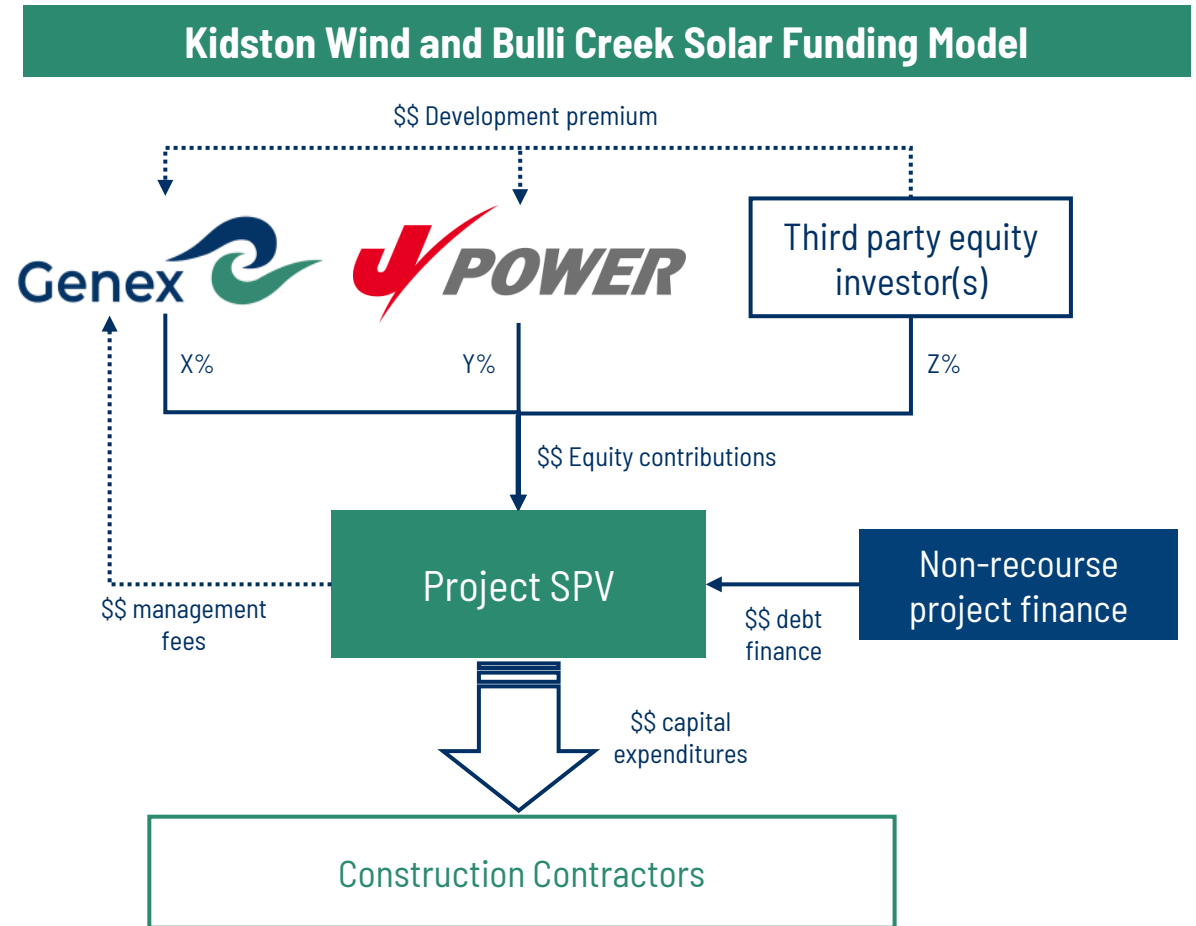 Kidston Wind and Bulli Creek Solar Funding Model
$$ Development premium
Genex
J POWER
Third party equity
investor(s)
X%
Y%
Z%
$$ Equity contributions
Project SPV
Non-recourse
project finance
$$ management
fees
$$ debt
finance
$$ capital
expenditures
Construction Contractors